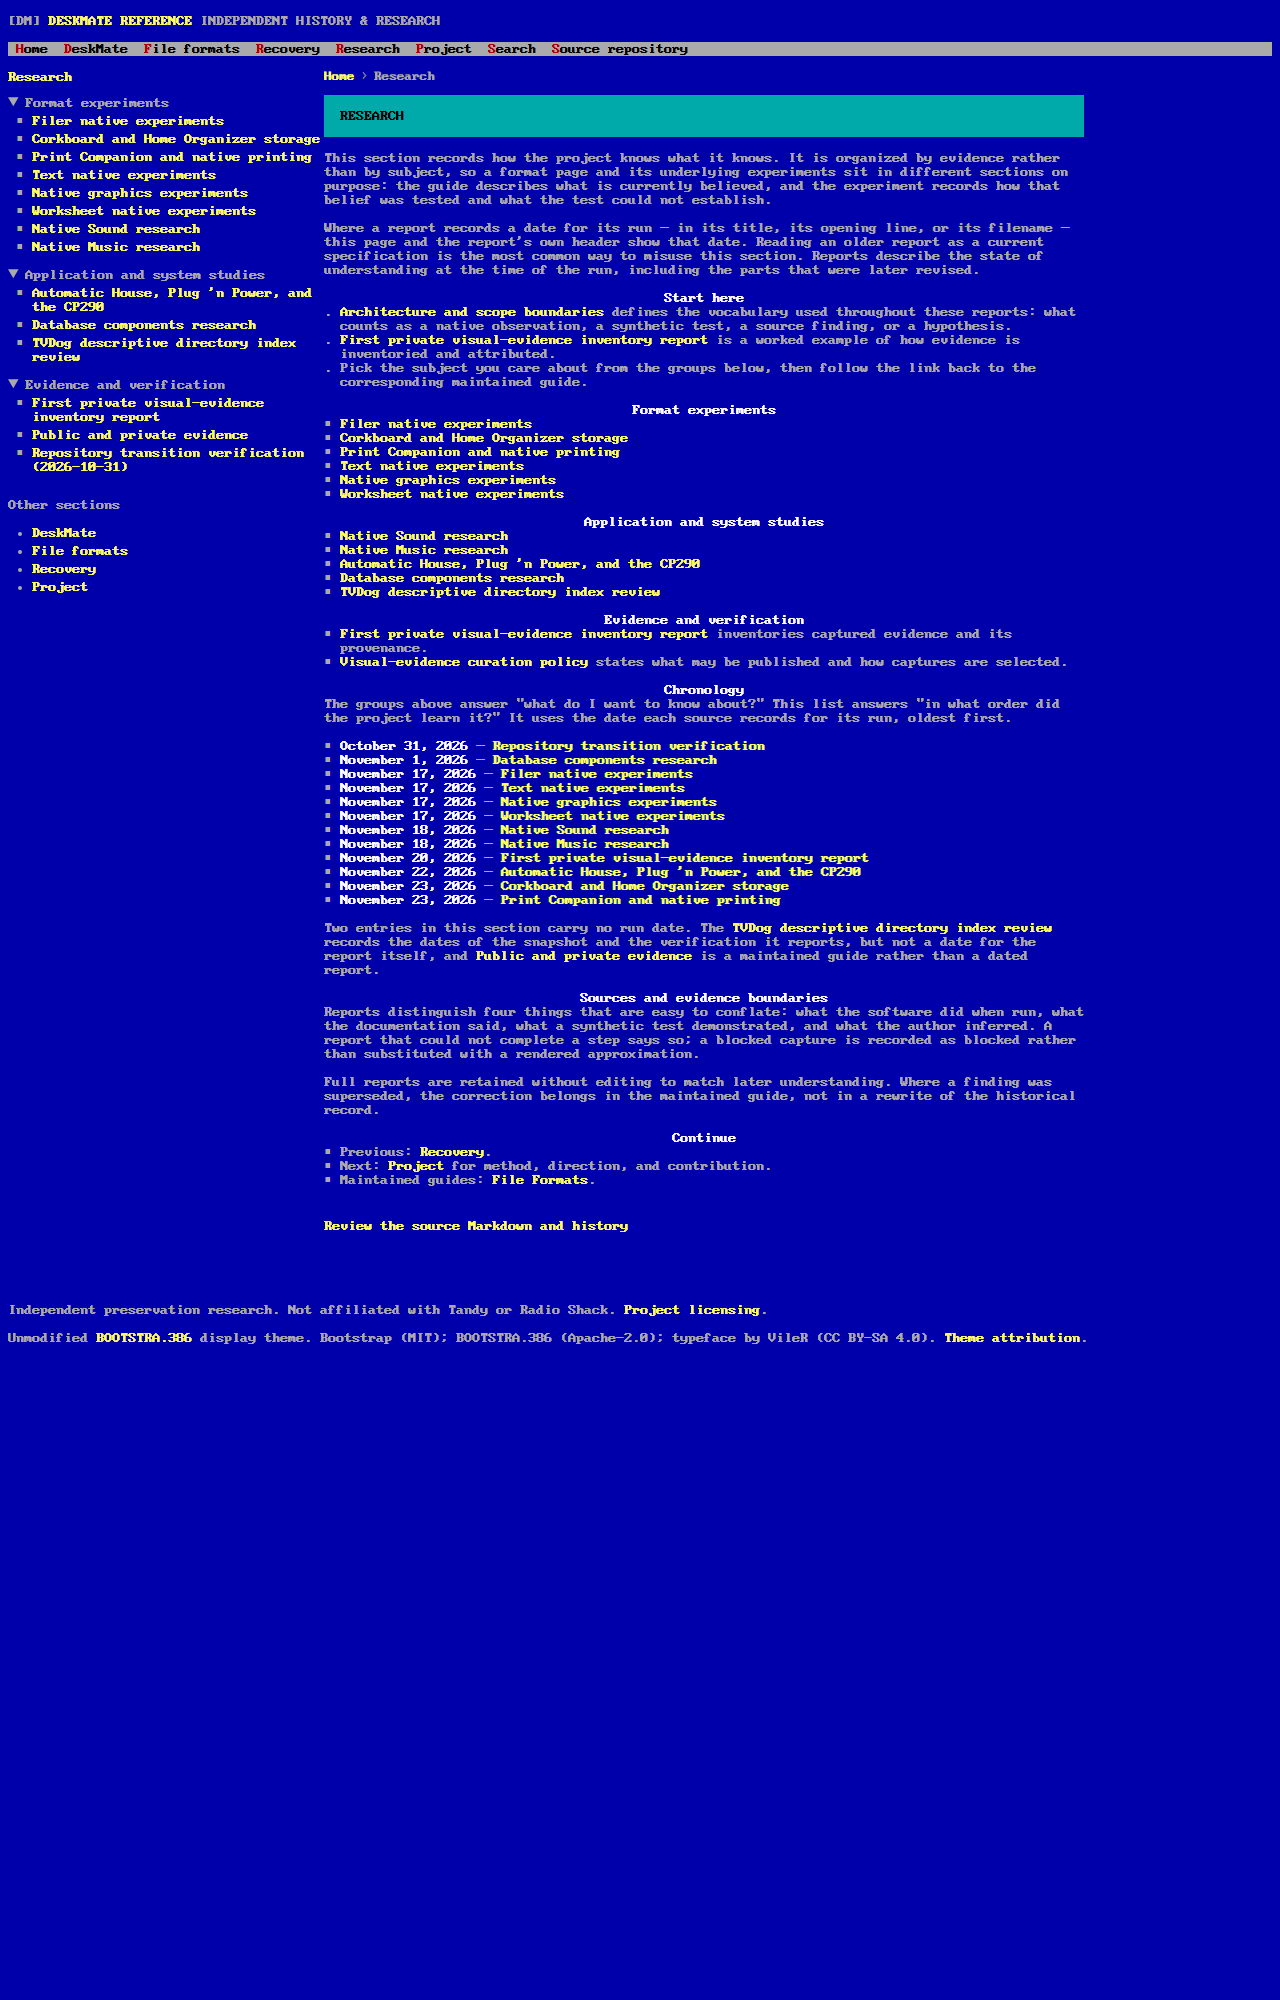 [DM] DESKMATE REFERENCE INDEPENDENT HISTORY & RESEARCH
Home DeskMate File formats Recovery Research Project Search Source repository
Research
▼ Format experiments
▪ Filer native experiments
▪ Corkboard and Home Organizer storage
▪ Print Companion and native printing
▪ Text native experiments
▪ Native graphics experiments
▪ Worksheet native experiments
▪ Native Sound research
▪ Native Music research
▼ Application and system studies
▪ Automatic House, Plug 'n Power, and
the CP290
▪ Database components research
▪ TVDog descriptive directory index
review
▼ Evidence and verification
▪ First private visual-evidence
inventory report
▪ Public and private evidence
▪ Repository transition verification
(2026-10-31)
Other sections
• DeskMate
• File formats
• Recovery
• Project
Home › Research
RESEARCH
This section records how the project knows what it knows. It is organized by evidence rather
than by subject, so a format page and its underlying experiments sit in different sections on
purpose: the guide describes what is currently believed, and the experiment records how that
belief was tested and what the test could not establish.
Where a report records a date for its run — in its title, its opening line, or its filename —
this page and the report's own header show that date. Reading an older report as a current
specification is the most common way to misuse this section. Reports describe the state of
understanding at the time of the run, including the parts that were later revised.
Start here
. Architecture and scope boundaries defines the vocabulary used throughout these reports: what
counts as a native observation, a synthetic test, a source finding, or a hypothesis.
. First private visual-evidence inventory report is a worked example of how evidence is
inventoried and attributed.
. Pick the subject you care about from the groups below, then follow the link back to the
corresponding maintained guide.
Format experiments
▪ Filer native experiments
▪ Corkboard and Home Organizer storage
▪ Print Companion and native printing
▪ Text native experiments
▪ Native graphics experiments
▪ Worksheet native experiments
Application and system studies
▪ Native Sound research
▪ Native Music research
▪ Automatic House, Plug 'n Power, and the CP290
▪ Database components research
▪ TVDog descriptive directory index review
Evidence and verification
▪ First private visual-evidence inventory report inventories captured evidence and its
provenance.
▪ Visual-evidence curation policy states what may be published and how captures are selected.
Chronology
The groups above answer "what do I want to know about?" This list answers "in what order did
the project learn it?" It uses the date each source records for its run, oldest first.
▪ October 31, 2026 — Repository transition verification
▪ November 1, 2026 — Database components research
▪ November 17, 2026 — Filer native experiments
▪ November 17, 2026 — Text native experiments
▪ November 17, 2026 — Native graphics experiments
▪ November 17, 2026 — Worksheet native experiments
▪ November 18, 2026 — Native Sound research
▪ November 18, 2026 — Native Music research
▪ November 20, 2026 — First private visual-evidence inventory report
▪ November 22, 2026 — Automatic House, Plug 'n Power, and the CP290
▪ November 23, 2026 — Corkboard and Home Organizer storage
▪ November 23, 2026 — Print Companion and native printing
Two entries in this section carry no run date. The TVDog descriptive directory index review
records the dates of the snapshot and the verification it reports, but not a date for the
report itself, and Public and private evidence is a maintained guide rather than a dated
report.
Sources and evidence boundaries
Reports distinguish four things that are easy to conflate: what the software did when run, what
the documentation said, what a synthetic test demonstrated, and what the author inferred. A
report that could not complete a step says so; a blocked capture is recorded as blocked rather
than substituted with a rendered approximation.
Full reports are retained without editing to match later understanding. Where a finding was
superseded, the correction belongs in the maintained guide, not in a rewrite of the historical
record.
Continue
▪ Previous: Recovery.
▪ Next: Project for method, direction, and contribution.
▪ Maintained guides: File Formats.
Review the source Markdown and history
Independent preservation research. Not affiliated with Tandy or Radio Shack. Project licensing.
Unmodified BOOTSTRA.386 display theme. Bootstrap (MIT); BOOTSTRA.386 (Apache-2.0); typeface by VileR (CC BY-SA 4.0). Theme attribution.